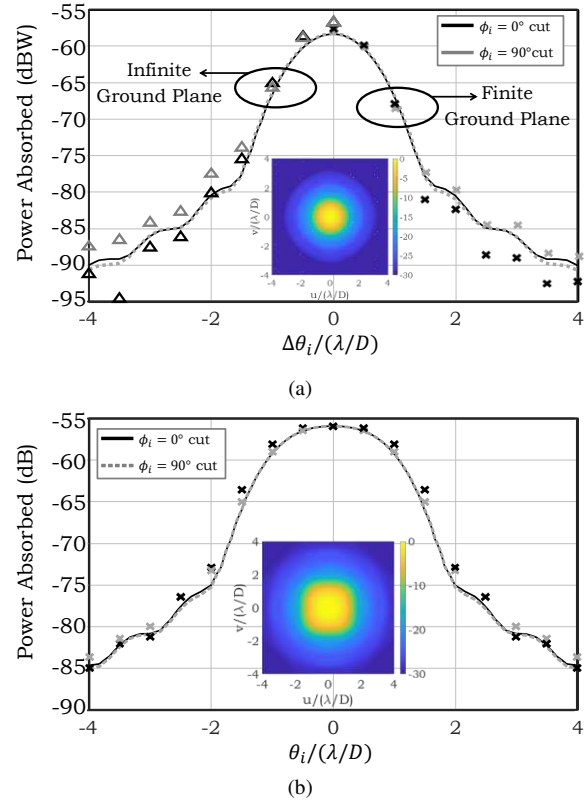 -55
-60
-65
-70
-75
-80
-85
-90
-95
Power Absorbed (dBW)
ϕᵢ = 0° cut
ϕᵢ = 90°cut
Infinite
Ground Plane
Finite
Ground Plane
4
2
0
-2
-4
v/(λ/D)
-4 -2 0 2 4
u/(λ/D)
0
-10
-20
-30
-4 -2 0 2 4
Δθᵢ/(λ/D)
(a)
-55
-60
-65
-70
-75
-80
-85
-90
Power Absorbed (dB)
ϕᵢ = 0° cut
ϕᵢ = 90° cut
4
2
0
-2
-4
v/(λ/D)
-4 -2 0 2 4
u/(λ/D)
0
-10
-20
-30
-4 -2 0 2 4
θᵢ/(λ/D)
(b)